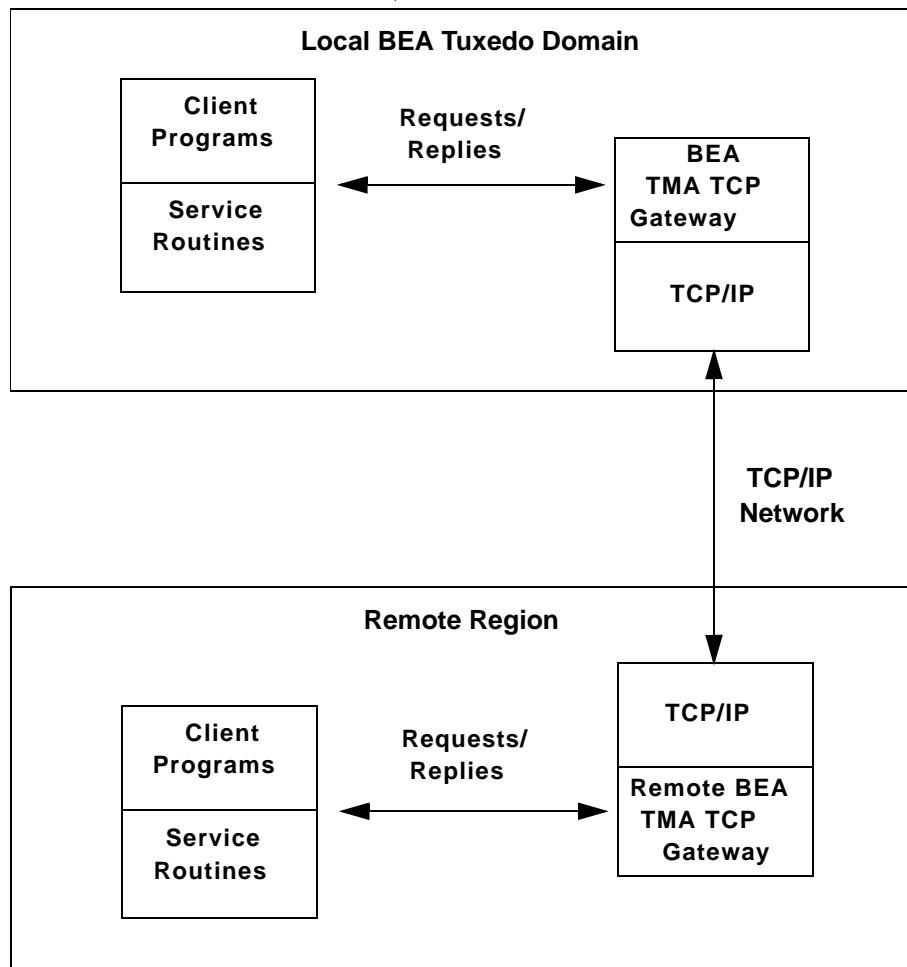 Local BEA Tuxedo Domain
Client
Programs
Service
Routines
Requests/
Replies
BEA
TMA TCP
Gateway
TCP/IP
TCP/IP
Network
Remote Region
Client
Programs
Service
Routines
Requests/
Replies
TCP/IP
Remote BEA
TMA TCP
Gateway